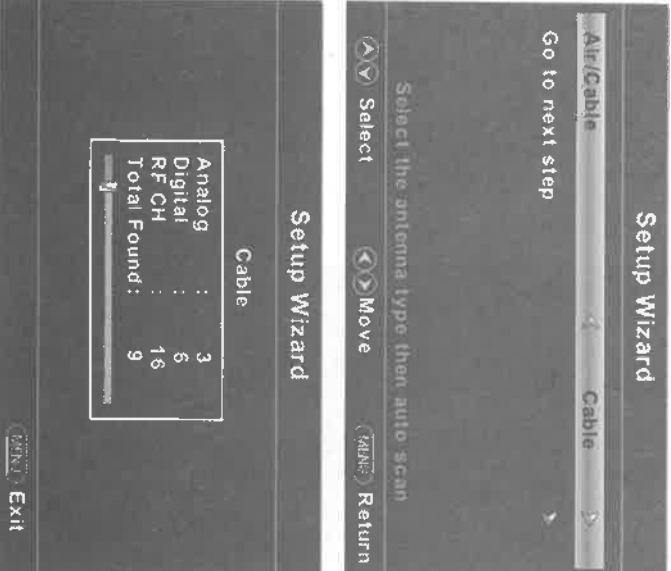 Setup Wizard
Air/Cable Cable
Go to next step
Select the antenna type then auto scan
Select Move MENU Return
Setup Wizard
Cable
Analog : 3
Digital : 6
RF CH : 16
Total Found : 9
MENU Exit